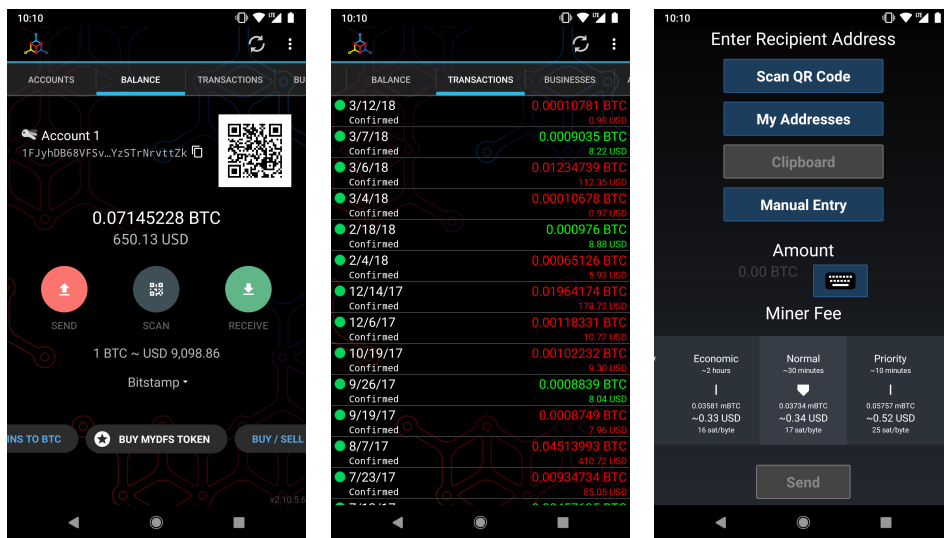 10:10
LTE
ACCOUNTS BALANCE TRANSACTIONS BU
Account 1
1FJyhDB68VFSv…YzSTrNrvttZk
0.07145228 BTC
650.13 USD
SEND SCAN RECEIVE
1 BTC ~ USD 9,098.86
Bitstamp
INS TO BTC BUY MYDFS TOKEN BUY / SELL
v2.10.5.6
10:10
LTE
BALANCE TRANSACTIONS BUSINESSES
3/12/18 0.00010781 BTC
Confirmed 0.98 USD
3/7/18 0.0009035 BTC
Confirmed 8.22 USD
3/6/18 0.01234739 BTC
Confirmed 112.35 USD
3/4/18 0.00010678 BTC
Confirmed 0.97 USD
2/18/18 0.000976 BTC
Confirmed 8.88 USD
2/4/18 0.00065126 BTC
Confirmed 5.93 USD
12/14/17 0.01964174 BTC
Confirmed 178.72 USD
12/6/17 0.00118331 BTC
Confirmed 10.77 USD
10/19/17 0.00102232 BTC
Confirmed 9.30 USD
9/26/17 0.0008839 BTC
Confirmed 8.04 USD
9/19/17 0.0008749 BTC
Confirmed 7.96 USD
8/7/17 0.04513993 BTC
Confirmed 410.72 USD
7/23/17 0.00934734 BTC
Confirmed 85.05 USD
10:10
LTE
Enter Recipient Address
Scan QR Code
My Addresses
Clipboard
Manual Entry
Amount
0.00 BTC
Miner Fee
Economic Normal Priority
~2 hours ~30 minutes ~10 minutes
0.03581 mBTC 0.03734 mBTC 0.05757 mBTC
~0.33 USD ~0.34 USD ~0.52 USD
16 sat/byte 17 sat/byte 25 sat/byte
Send